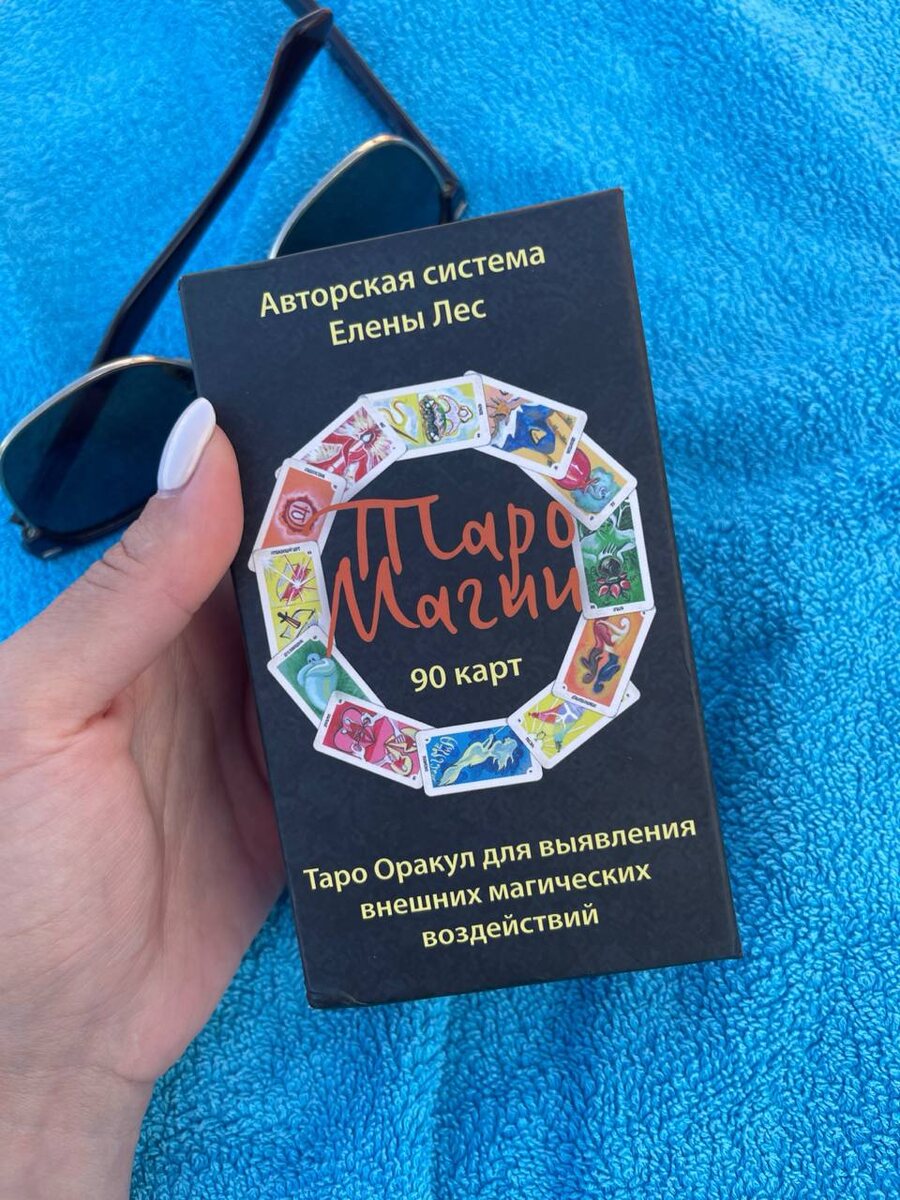 Авторская система
Елены Лес
Таро
Магии
90 карт
Таро Оракул для выявления
внешних магических
воздействий